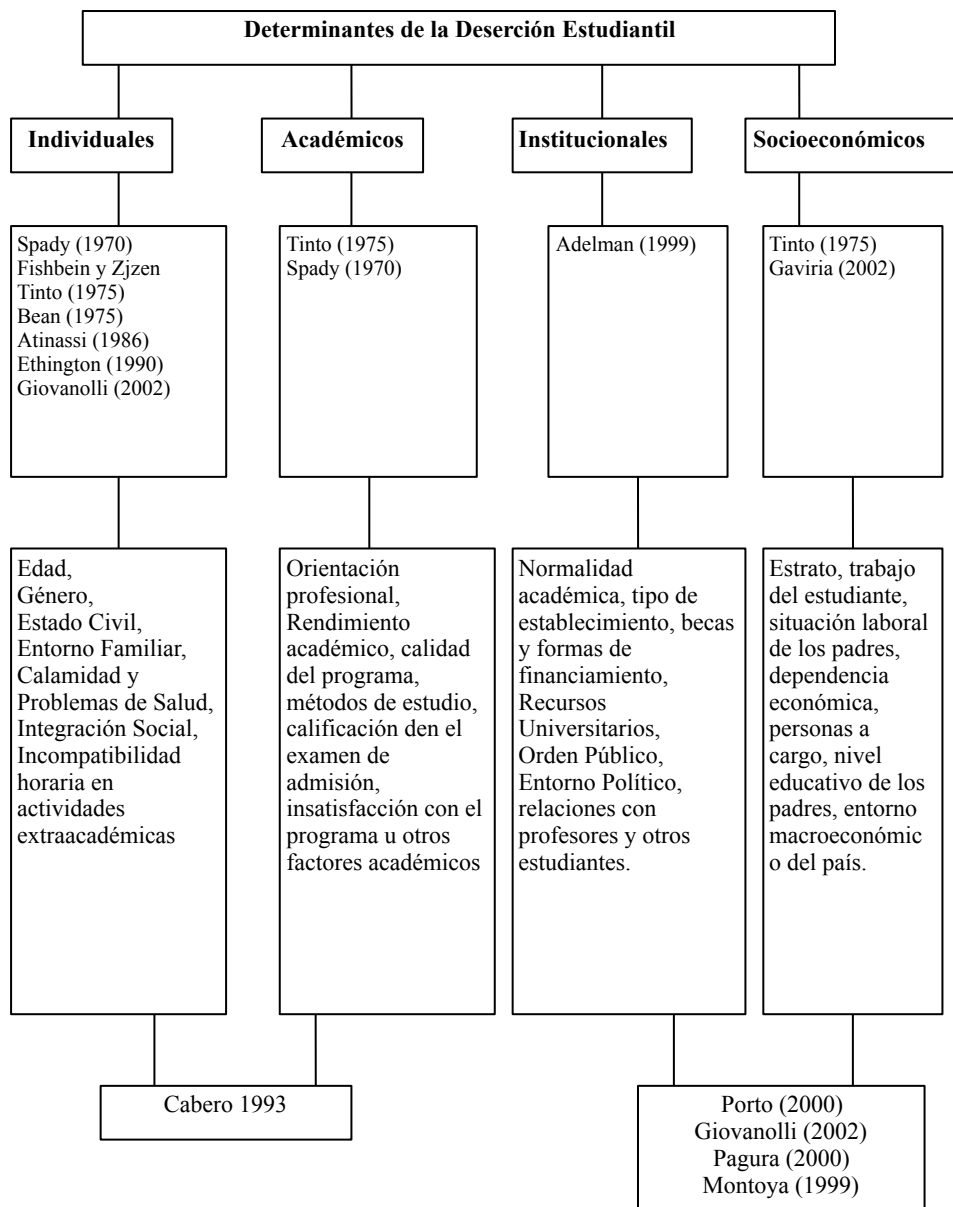 Determinantes de la Deserción Estudiantil
Individuales
Académicos
Institucionales
Socioeconómicos
Spady (1970)
Fishbein y Zjzen
Tinto (1975)
Bean (1975)
Atinassi (1986)
Ethington (1990)
Giovanolli (2002)
Tinto (1975)
Spady (1970)
Adelman (1999)
Tinto (1975)
Gaviria (2002)
Edad,
Género,
Estado Civil,
Entorno Familiar,
Calamidad y
Problemas de Salud,
Integración Social,
Incompatibilidad
horaria en
actividades
extraacadémicas
Orientación
profesional,
Rendimiento
académico, calidad
del programa,
métodos de estudio,
calificación den el
examen de
admisión,
insatisfacción con el
programa u otros
factores académicos
Normalidad
académica, tipo de
establecimiento, becas
y formas de
financiamiento,
Recursos
Universitarios,
Orden Público,
Entorno Político,
relaciones con
profesores y otros
estudiantes.
Estrato, trabajo
del estudiante,
situación laboral
de los padres,
dependencia
económica,
personas a
cargo, nivel
educativo de los
padres, entorno
macroeconómic
o del país.
Cabero 1993
Porto (2000)
Giovanolli (2002)
Pagura (2000)
Montoya (1999)